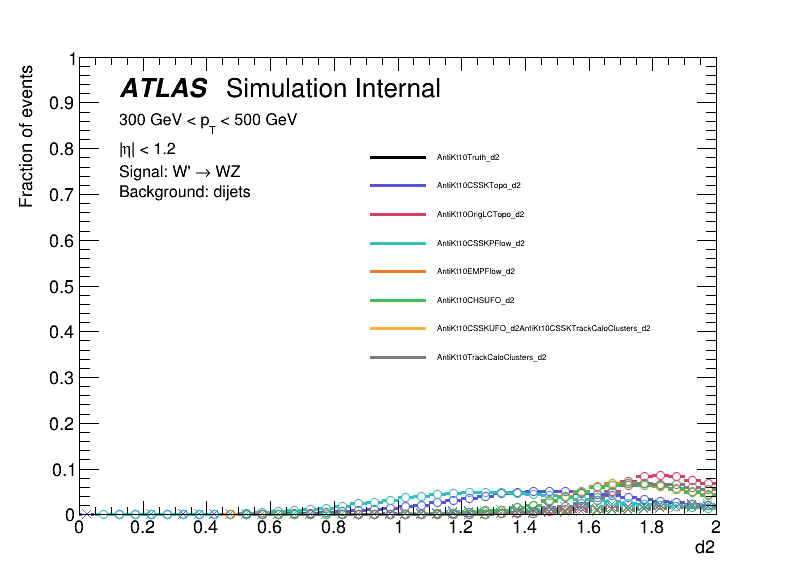 ATLAS Simulation Internal
300 GeV < pT < 500 GeV
|η| < 1.2
Signal: W' → WZ
Background: dijets
AntiKt10Truth_d2
AntiKt10CSSKTopo_d2
AntiKt10OrigLCTopo_d2
AntiKt10CSSKPFlow_d2
AntiKt10EMPFlow_d2
AntiKt10CHSUFO_d2
AntiKt10CSSKUFO_d2AntiKt10CSSKTrackCaloClusters_d2
AntiKt10TrackCaloClusters_d2
Fraction of events
1
0.9
0.8
0.7
0.6
0.5
0.4
0.3
0.2
0.1
0
0 0.2 0.4 0.6 0.8 1 1.2 1.4 1.6 1.8 2
d2